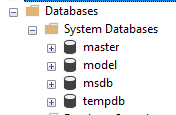 Databases
System Databases
master
model
msdb
tempdb